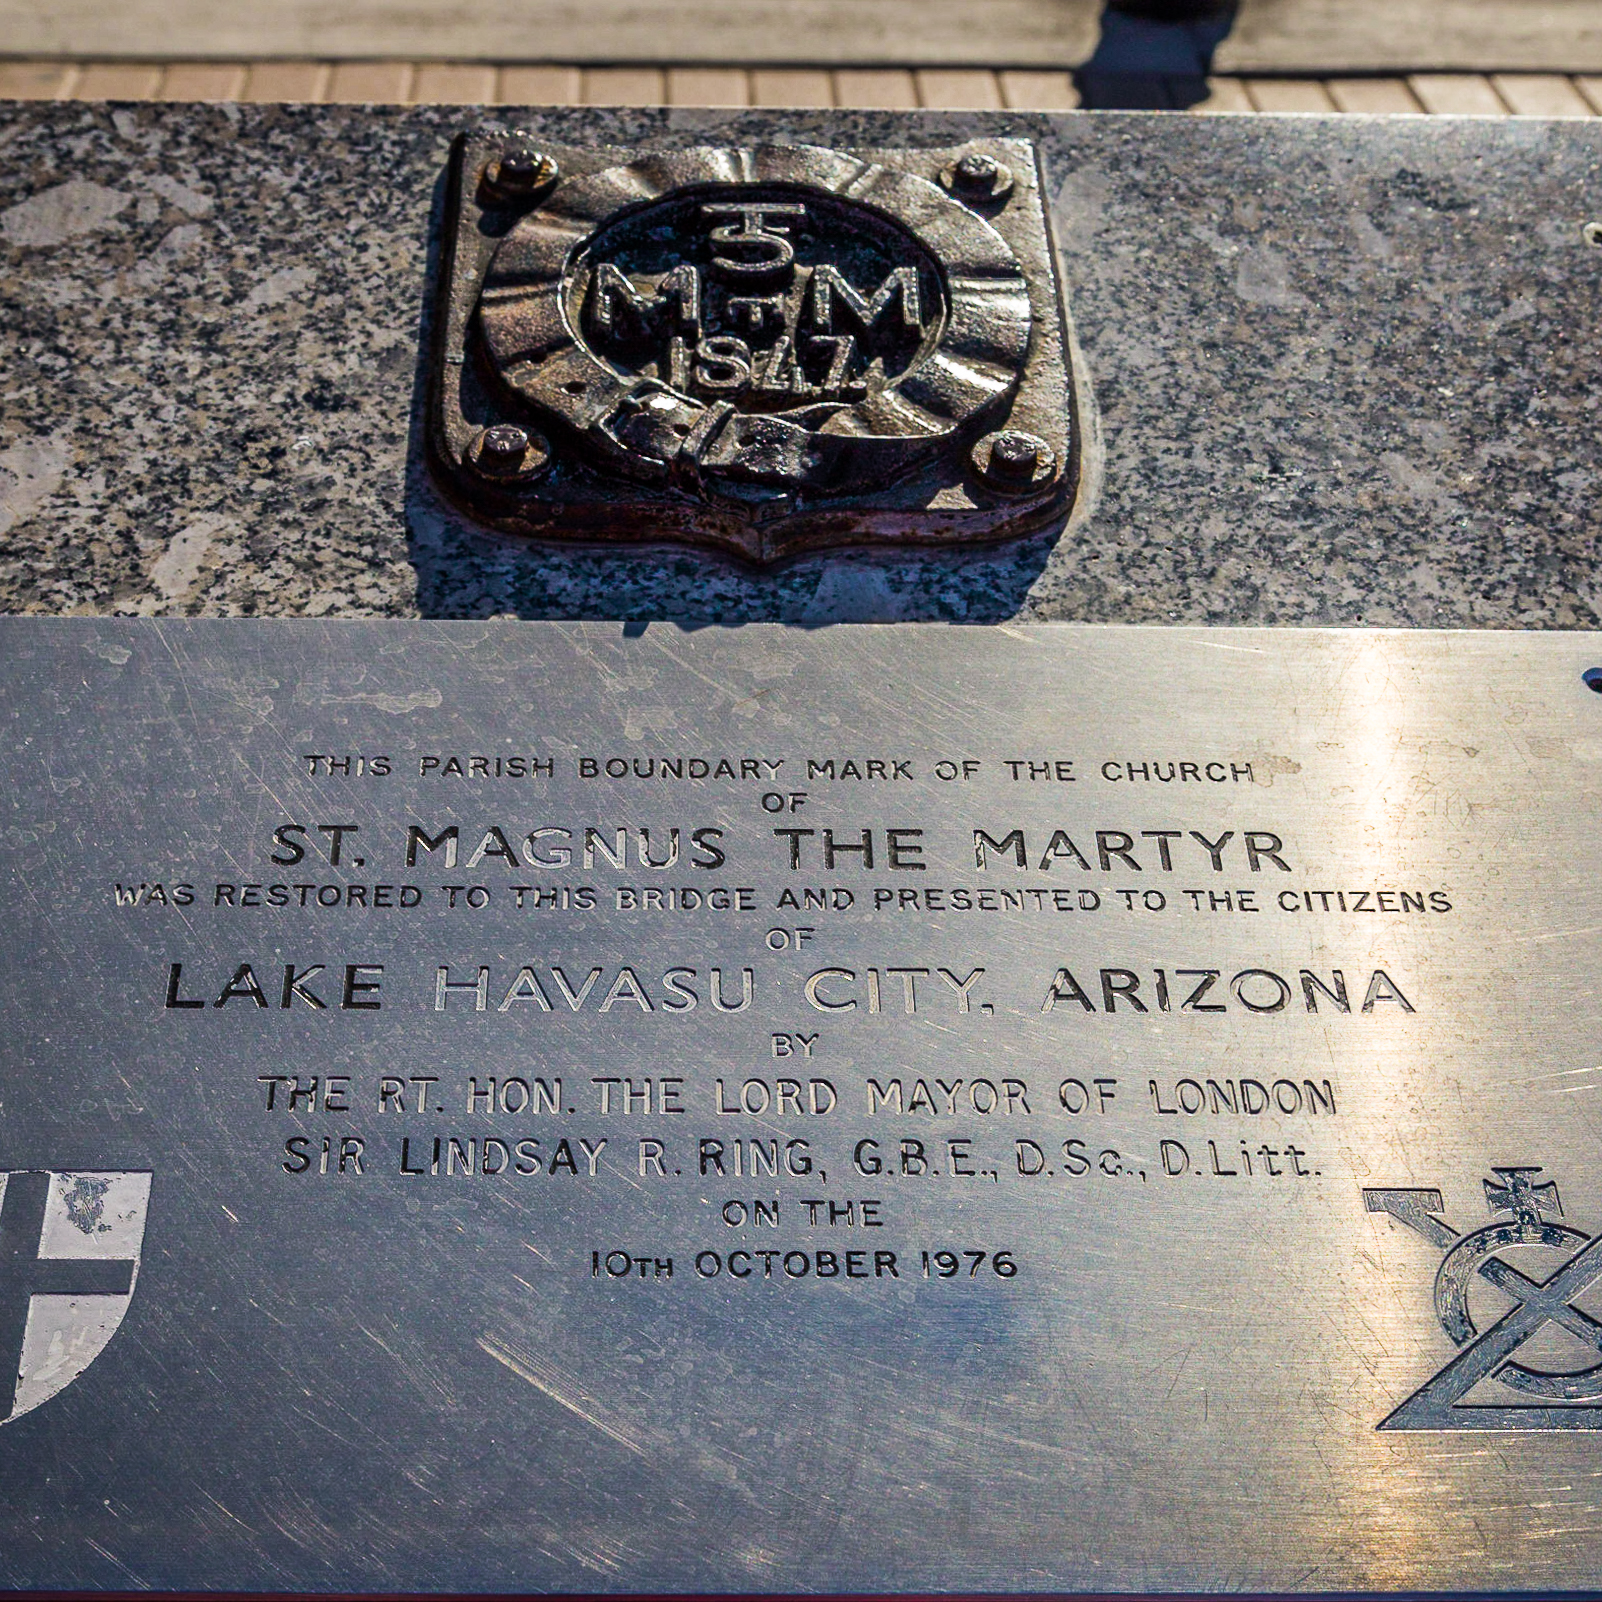 ST
M M
1847
THIS PARISH BOUNDARY MARK OF THE CHURCH
OF
ST. MAGNUS THE MARTYR
WAS RESTORED TO THIS BRIDGE AND PRESENTED TO THE CITIZENS
OF
LAKE HAVASU CITY, ARIZONA
BY
THE RT. HON. THE LORD MAYOR OF LONDON
SIR LINDSAY R. RING, G.B.E., D.Sc., D.Litt.
ON THE
10TH OCTOBER 1976